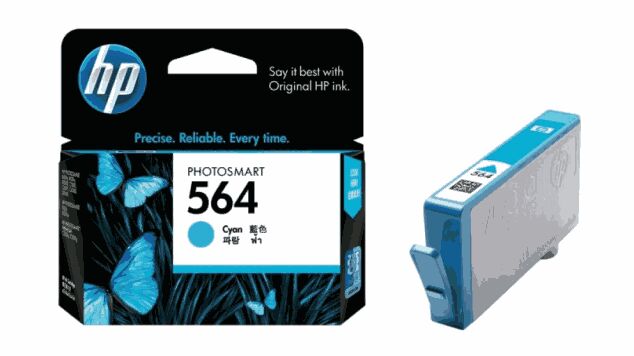 hp
Say it best with
Original HP ink.
Precise. Reliable. Every time.
PHOTOSMART
564
Cyan 藍色
파랑 ฟ้า
hp
564